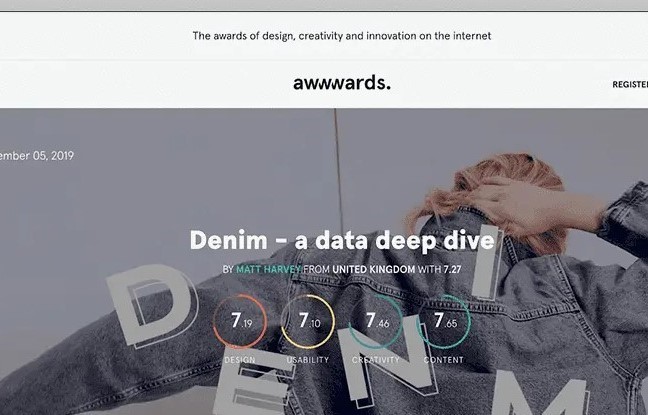 The awards of design, creativity and innovation on the internet
awwwards.
ember 05, 2019
Denim - a data deep dive
BY MATT HARVEY FROM UNITED KINGDOM WITH 7.27
7.19 7.10 7.46 7.65
DESIGN USABILITY CREATIVITY CONTENT
D E N I M